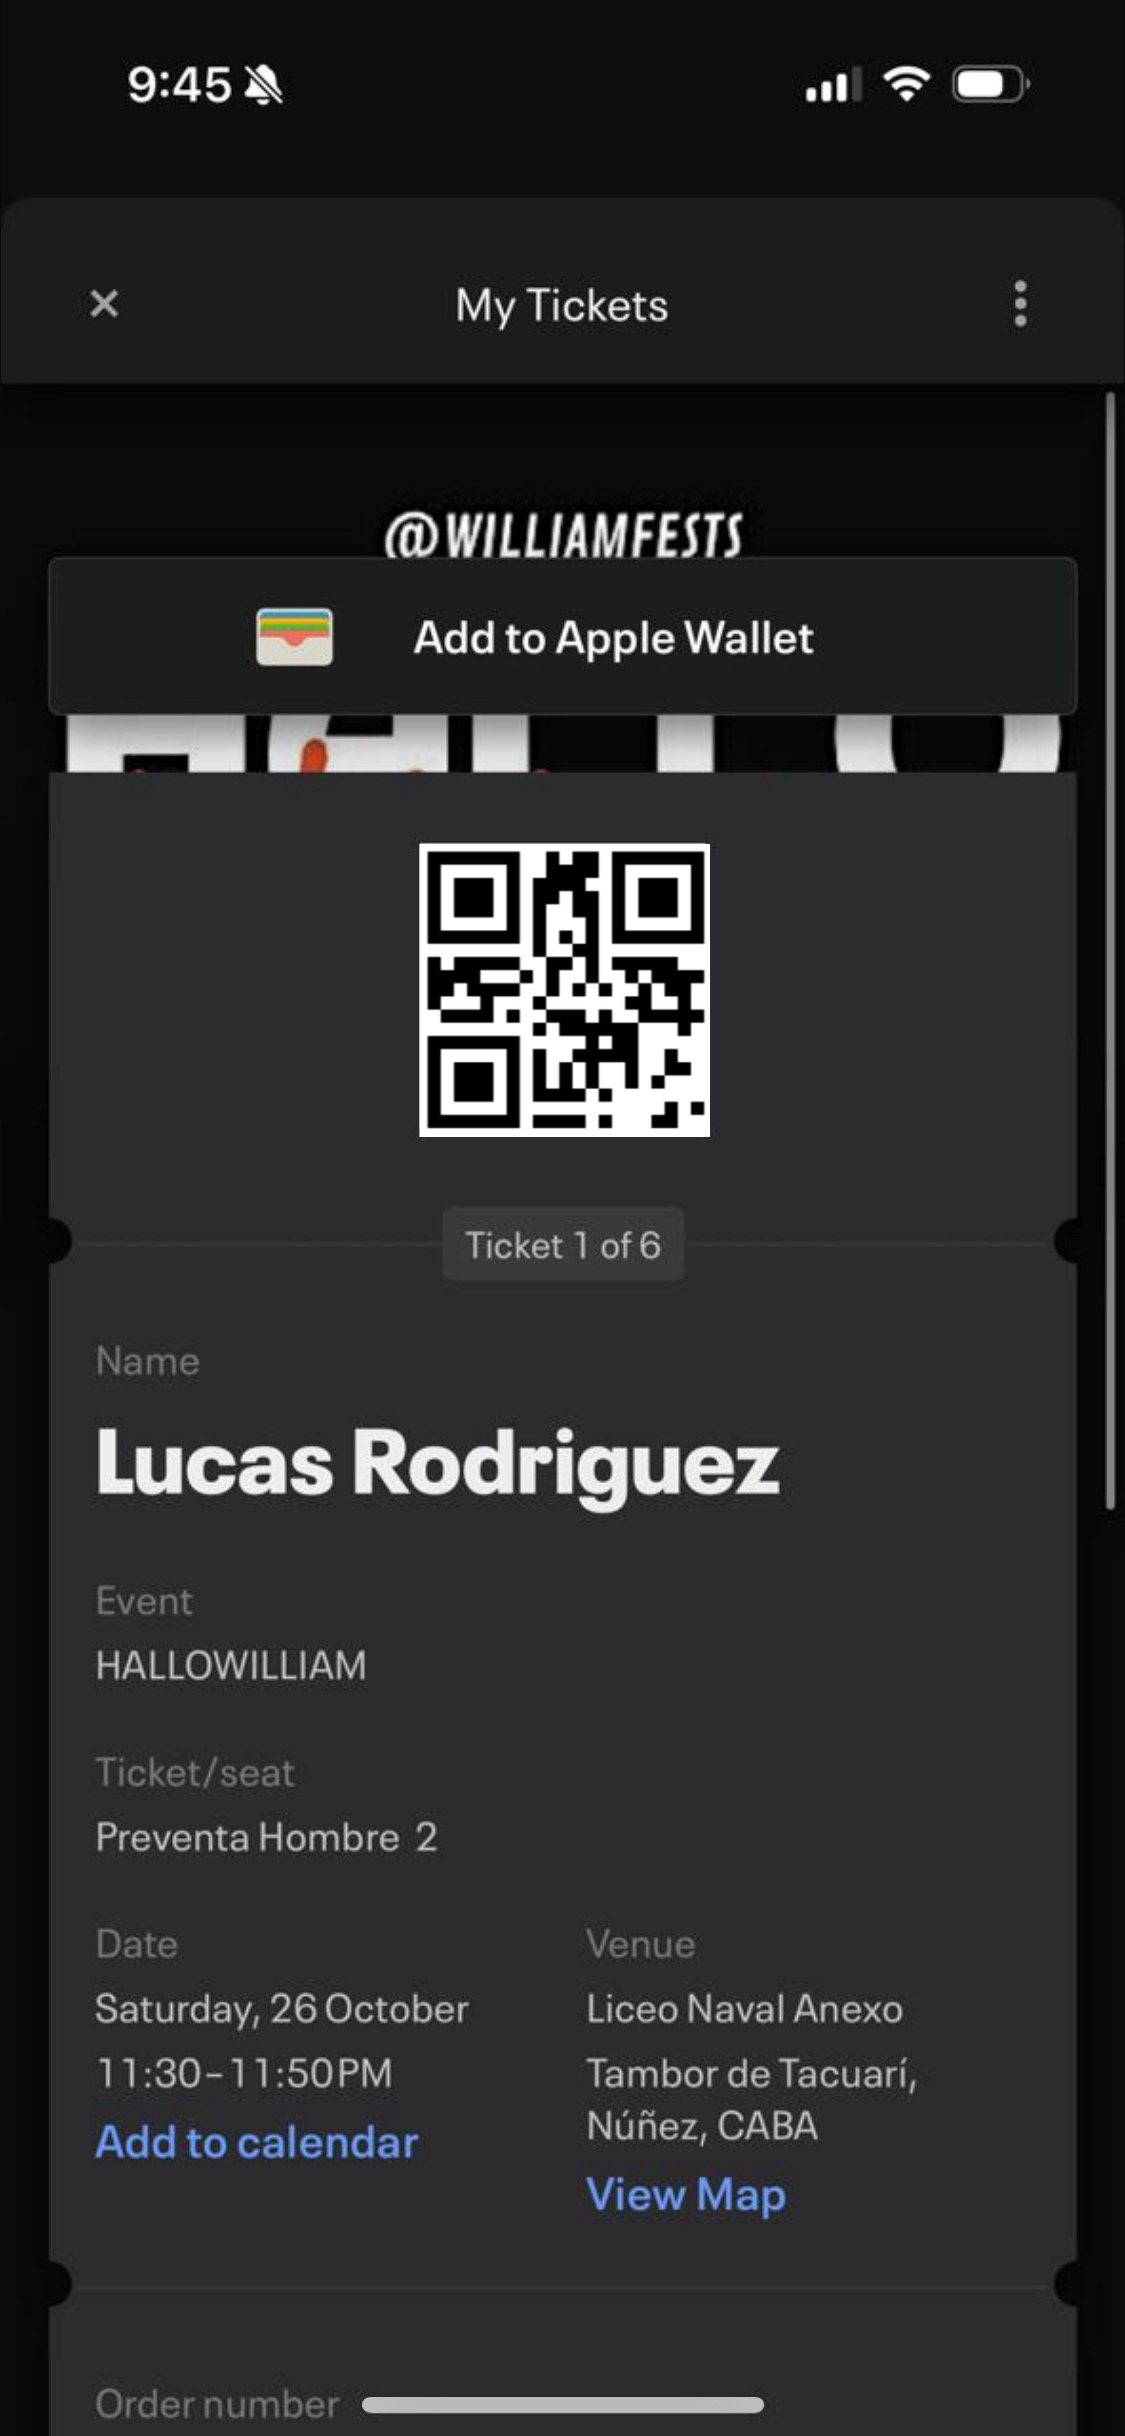 9:45
My Tickets
@WILLIAMFESTS
Add to Apple Wallet
Ticket 1 of 6
Name
Lucas Rodriguez
Event
HALLOWILLIAM
Ticket/seat
Preventa Hombre 2
Date
Saturday, 26 October
11:30–11:50PM
Add to calendar
Venue
Liceo Naval Anexo
Tambor de Tacuarí,
Núñez, CABA
View Map
Order number